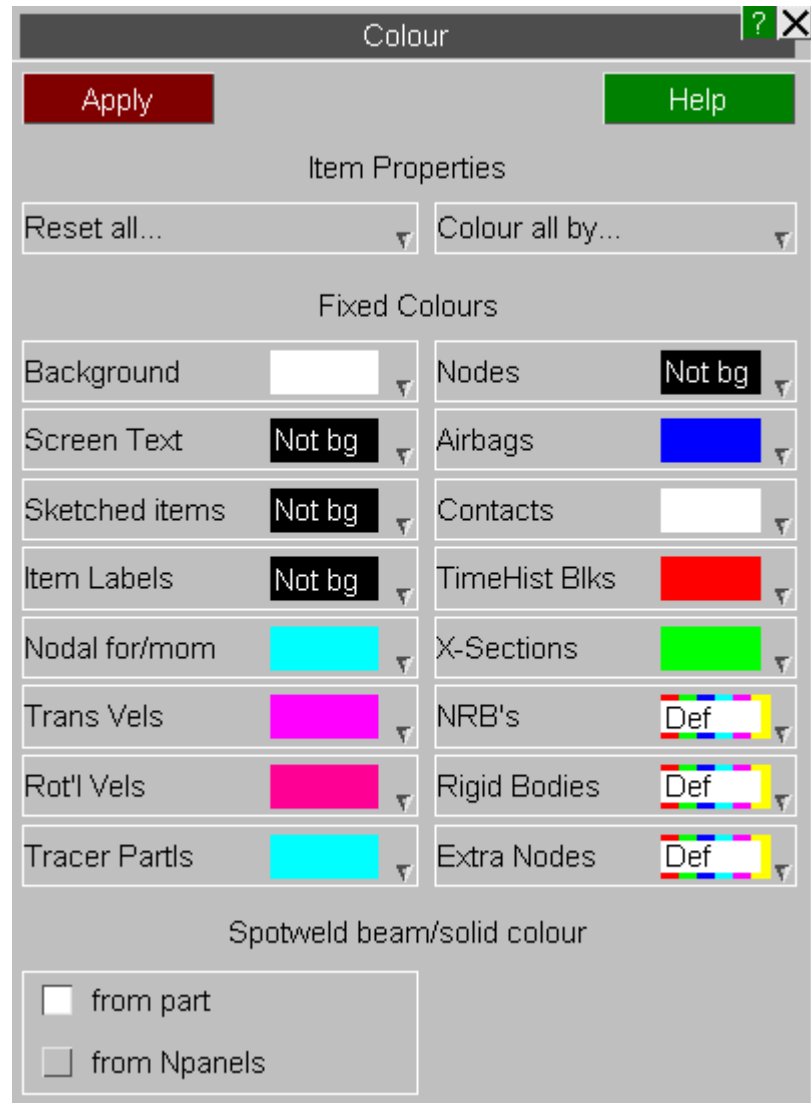 Colour
?
Apply Help
Item Properties
Reset all... Colour all by...
Fixed Colours
Background Nodes Not bg
Screen Text Not bg Airbags
Sketched items Not bg Contacts
Item Labels Not bg TimeHist Blks
Nodal for/mom X-Sections
Trans Vels NRB's Def
Rot'l Vels Rigid Bodies Def
Tracer Partls Extra Nodes Def
Spotweld beam/solid colour
from part
from Npanels